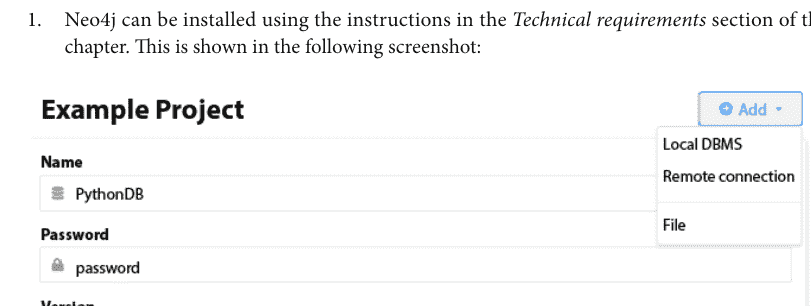 1. Neo4j can be installed using the instructions in the Technical requirements section of
chapter. This is shown in the following screenshot:
Example Project
Add
Local DBMS
Remote connection
File
Name
PythonDB
Password
password